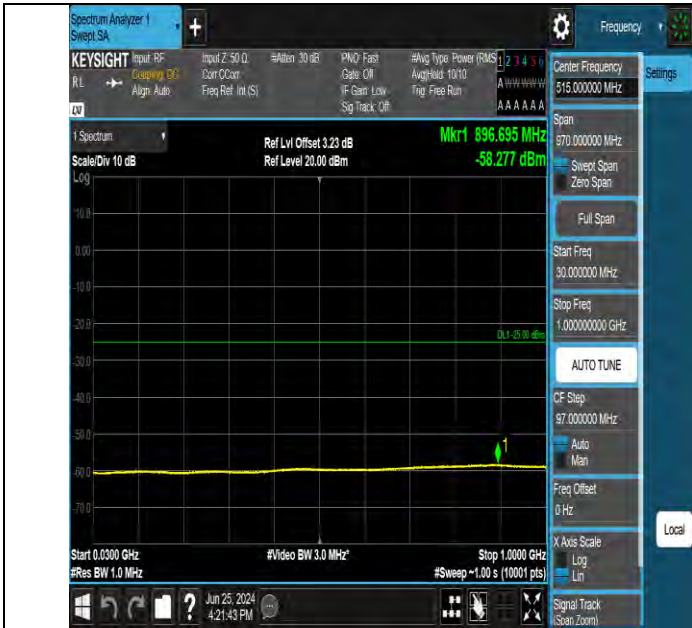 Spectrum Analyzer 1
Swept SA
+
Frequency
KEYSIGHT
RL
Input: RF
Coupling: DC
Align: Auto
Input Z: 50 Ω
Corr CCorr
Freq Ref: Int (S)
#Atten: 30 dB
PNO: Fast
Gate: Off
IF Gain: Low
Sig Track: Off
#Avg Type: Power (RMS
Avg|Hold: 10/10
Trig: Free Run
1 2 3 4 5 6
A W W W W W
A A A A A A
LXI
1 Spectrum
Scale/Div 10 dB
Ref Lvl Offset 3.23 dB
Ref Level 20.00 dBm
Mkr1 896.695 MHz
-58.277 dBm
Log
10.0
0.00
-10.0
-20.0
DL1 -25.00 dBm
-30.0
-40.0
-50.0
1
-60.0
-70.0
Start 0.0300 GHz
#Res BW 1.0 MHz
#Video BW 3.0 MHz*
Stop 1.0000 GHz
#Sweep ~1.00 s (10001 pts)
?
Jun 25, 2024
4:21:43 PM
Center Frequency
515.000000 MHz
Span
970.000000 MHz
Swept Span
Zero Span
Full Span
Start Freq
30.000000 MHz
Stop Freq
1.000000000 GHz
AUTO TUNE
CF Step
97.000000 MHz
Auto
Man
Freq Offset
0 Hz
X Axis Scale
Log
Lin
Signal Track
(Span Zoom)
Settings
Local